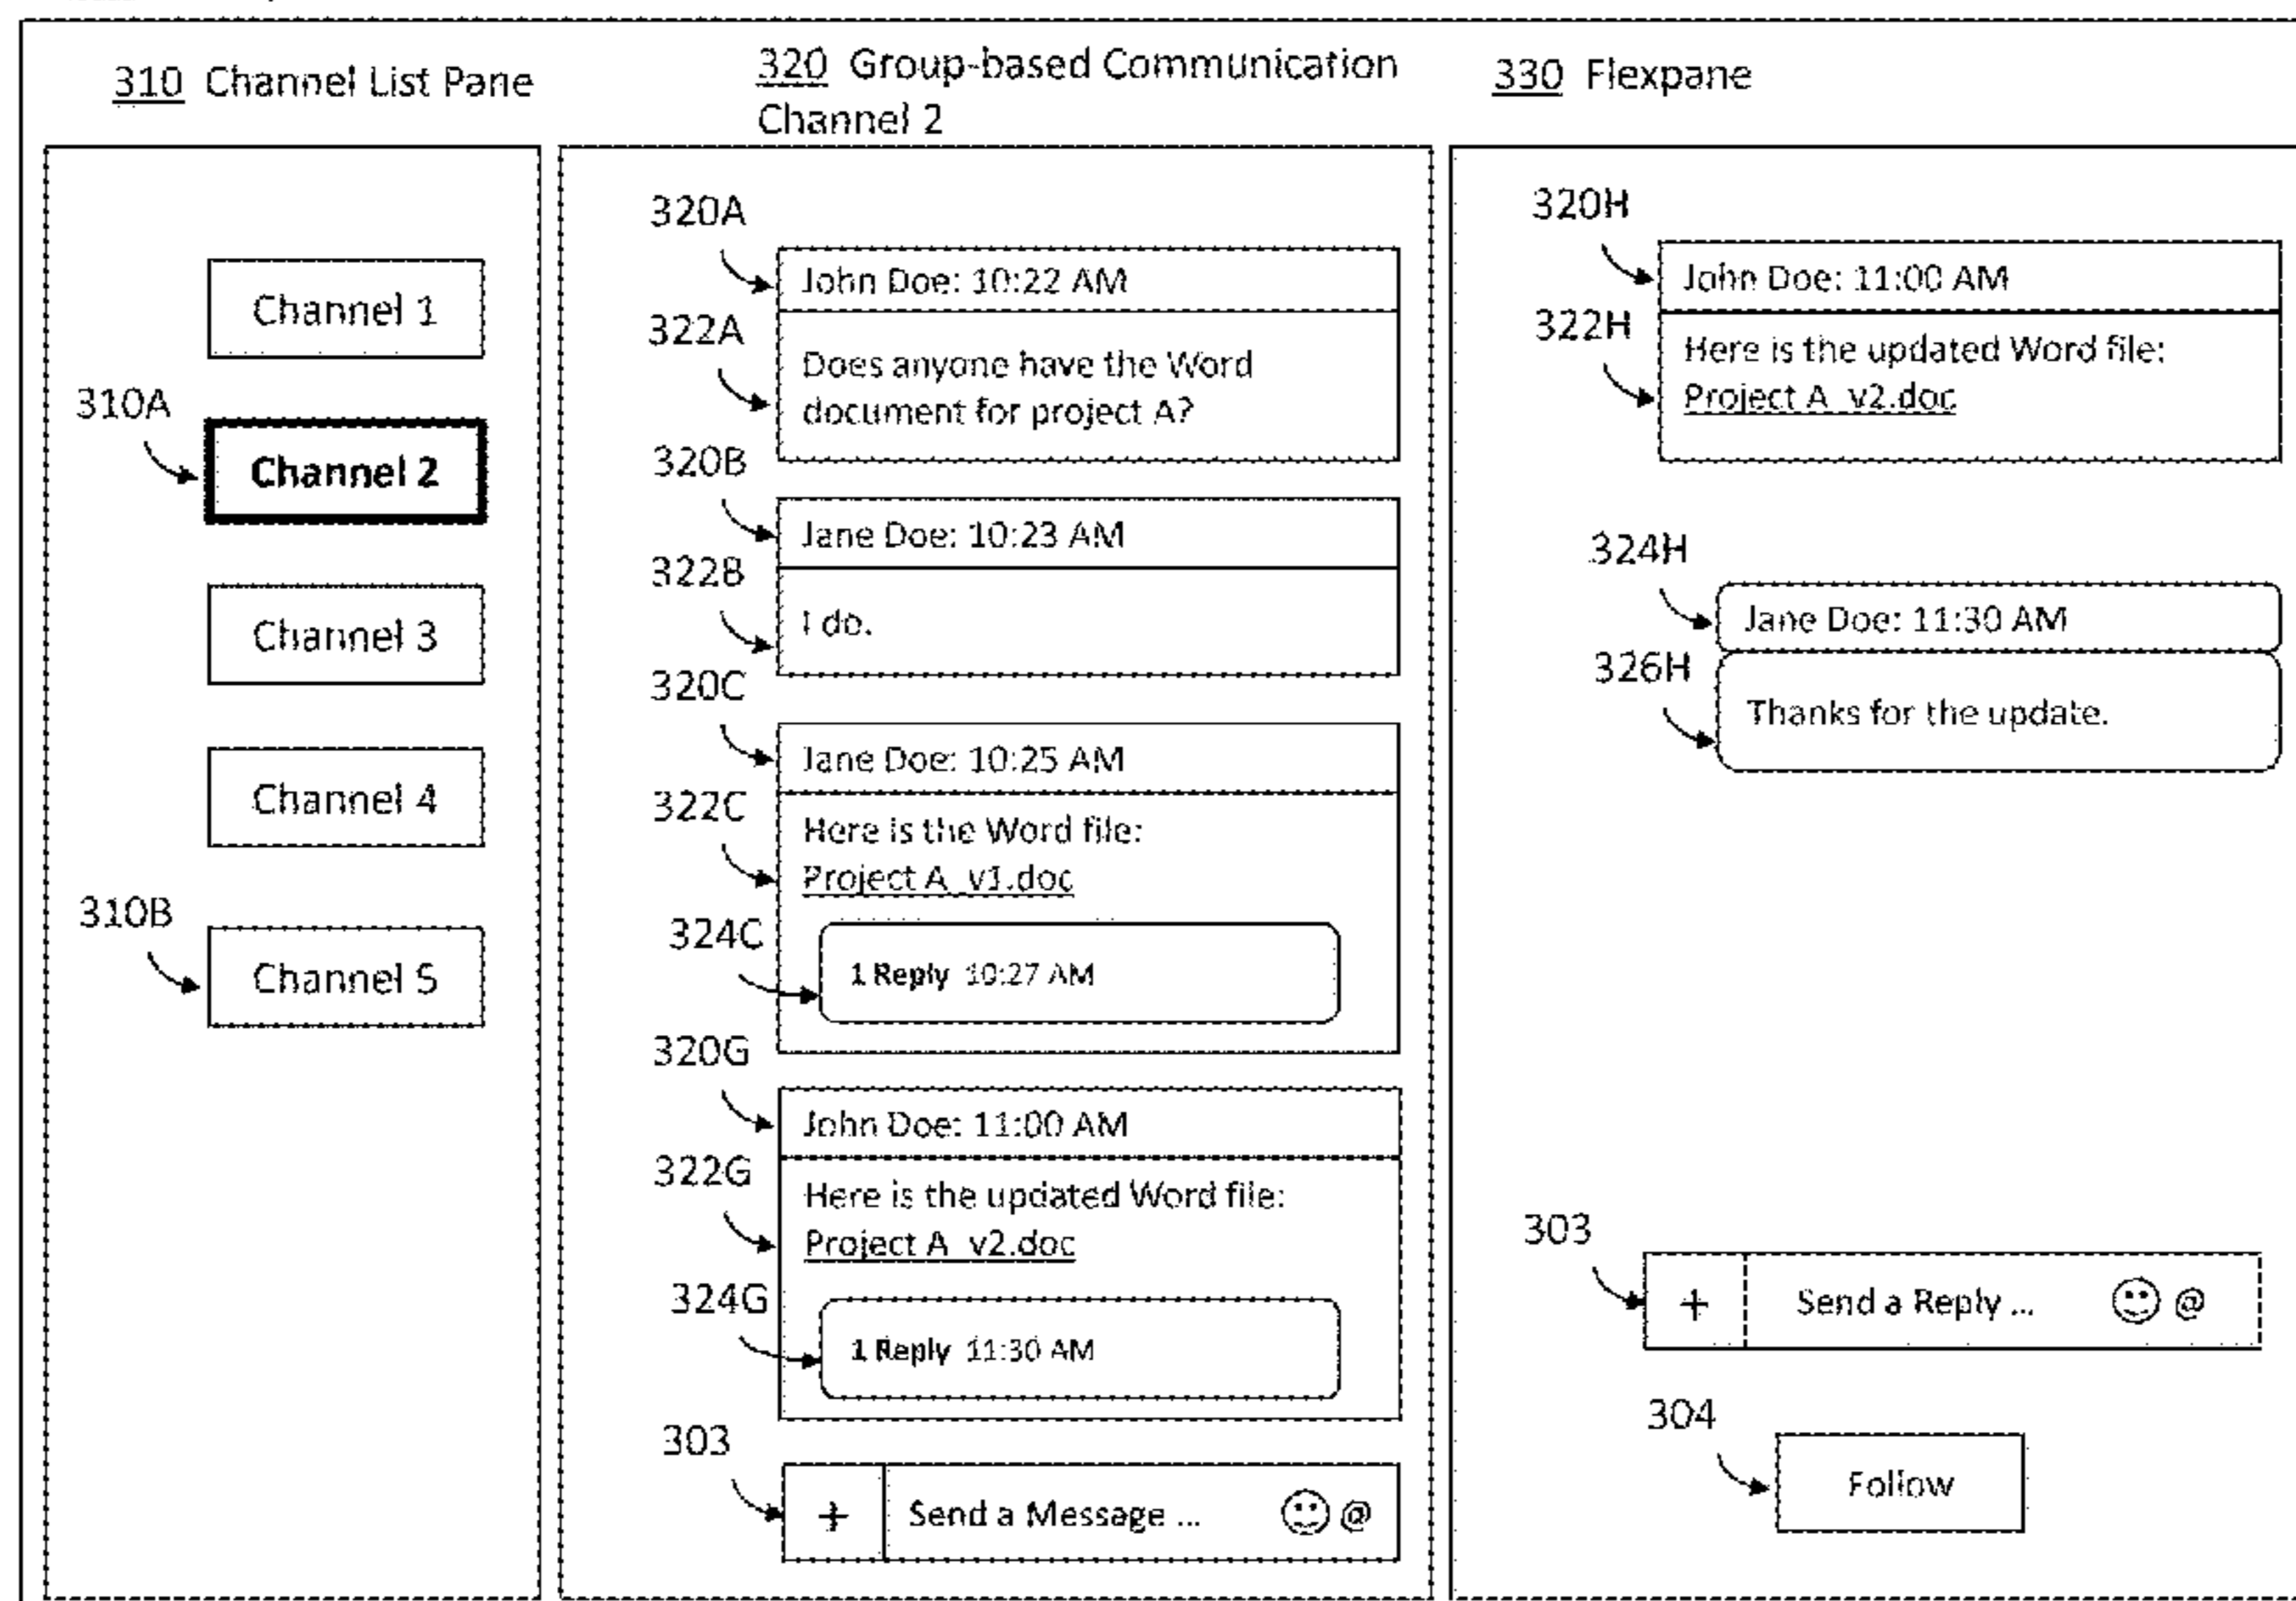 310 Channel List Pane
320 Group-based Communication
Channel 2
330 Flexpane
Channel 1
310A
Channel 2
Channel 3
Channel 4
310B
Channel 5
320A
John Doe: 10:22 AM
322A
Does anyone have the Word
document for project A?
320B
Jane Doe: 10:23 AM
322B
I do.
320C
Jane Doe: 10:25 AM
322C
Here is the Word file:
Project A_v1.doc
324C
1 Reply 10:27 AM
320G
John Doe: 11:00 AM
322G
Here is the updated Word file:
Project A_v2.doc
324G
1 Reply 11:30 AM
303
+ Send a Message ... @
320H
John Doe: 11:00 AM
322H
Here is the updated Word file:
Project A_v2.doc
324H
Jane Doe: 11:30 AM
326H
Thanks for the update.
303
+ Send a Reply ... @
304
Follow